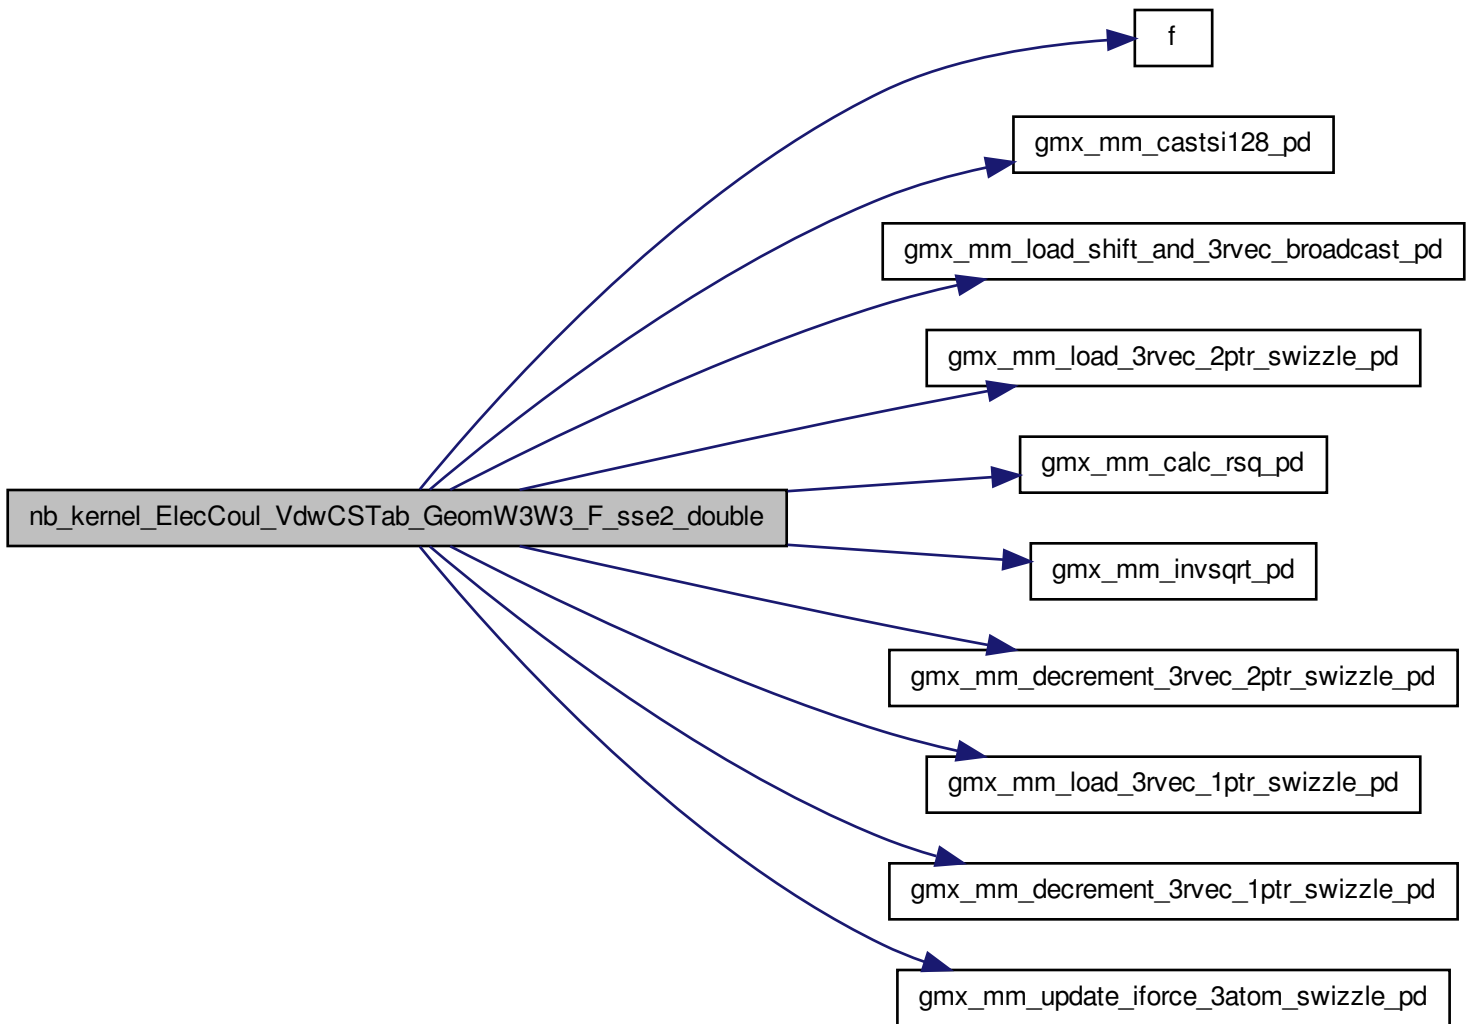 f
gmx_mm_castsi128_pd
gmx_mm_load_shift_and_3rvec_broadcast_pd
gmx_mm_load_3rvec_2ptr_swizzle_pd
gmx_mm_calc_rsq_pd
nb_kernel_ElecCoul_VdwCSTab_GeomW3W3_F_sse2_double
gmx_mm_invsqrt_pd
gmx_mm_decrement_3rvec_2ptr_swizzle_pd
gmx_mm_load_3rvec_1ptr_swizzle_pd
gmx_mm_decrement_3rvec_1ptr_swizzle_pd
gmx_mm_update_iforce_3atom_swizzle_pd